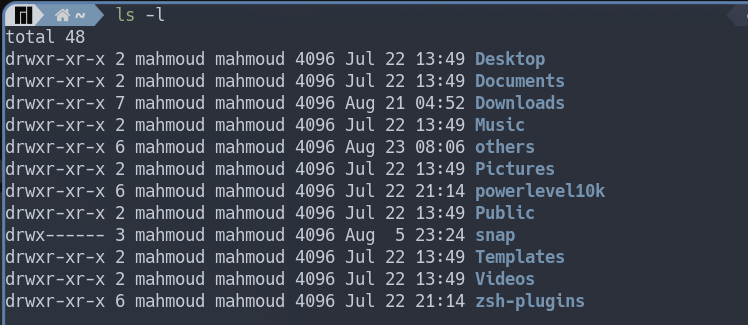 ~ ls -l
total 48
drwxr-xr-x 2 mahmoud mahmoud 4096 Jul 22 13:49 Desktop
drwxr-xr-x 2 mahmoud mahmoud 4096 Jul 22 13:49 Documents
drwxr-xr-x 7 mahmoud mahmoud 4096 Aug 21 04:52 Downloads
drwxr-xr-x 2 mahmoud mahmoud 4096 Jul 22 13:49 Music
drwxr-xr-x 6 mahmoud mahmoud 4096 Aug 23 08:06 others
drwxr-xr-x 2 mahmoud mahmoud 4096 Jul 22 13:49 Pictures
drwxr-xr-x 6 mahmoud mahmoud 4096 Jul 22 21:14 powerlevel10k
drwxr-xr-x 2 mahmoud mahmoud 4096 Jul 22 13:49 Public
drwx------ 3 mahmoud mahmoud 4096 Aug  5 23:24 snap
drwxr-xr-x 2 mahmoud mahmoud 4096 Jul 22 13:49 Templates
drwxr-xr-x 2 mahmoud mahmoud 4096 Jul 22 13:49 Videos
drwxr-xr-x 6 mahmoud mahmoud 4096 Jul 22 21:14 zsh-plugins